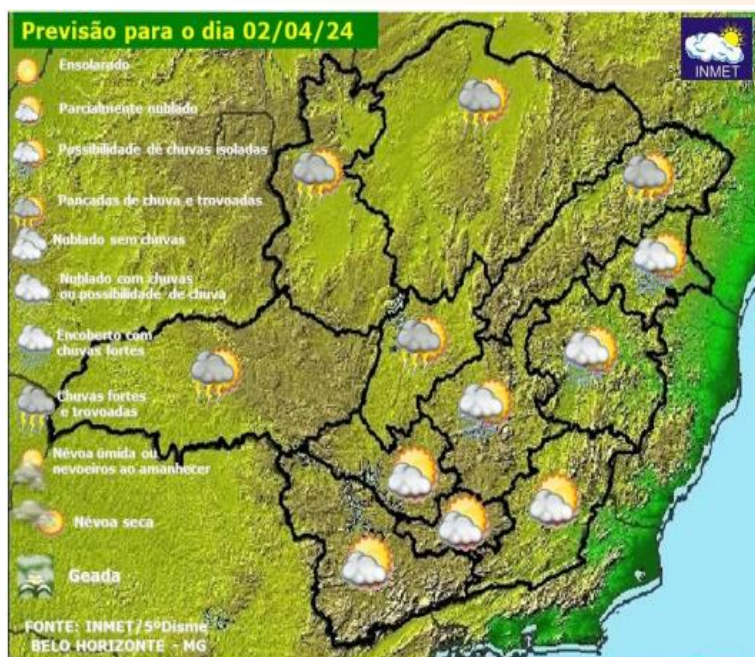 Previsão para o dia 02/04/24
INMET
Ensolarado
Parcialmente nublado
Possibilidade de chuvas isoladas
Pancadas de chuva e trovoadas
Nublado sem chuvas
Nublado com chuvas
ou possibilidade de chuva
Encoberto com
chuvas fortes
Chuvas fortes
e trovoadas
Névoa úmida ou
nevoeiros ao amanhecer
Névoa seca
Geada
FONTE: INMET/5ºDisme
BELO HORIZONTE - MG